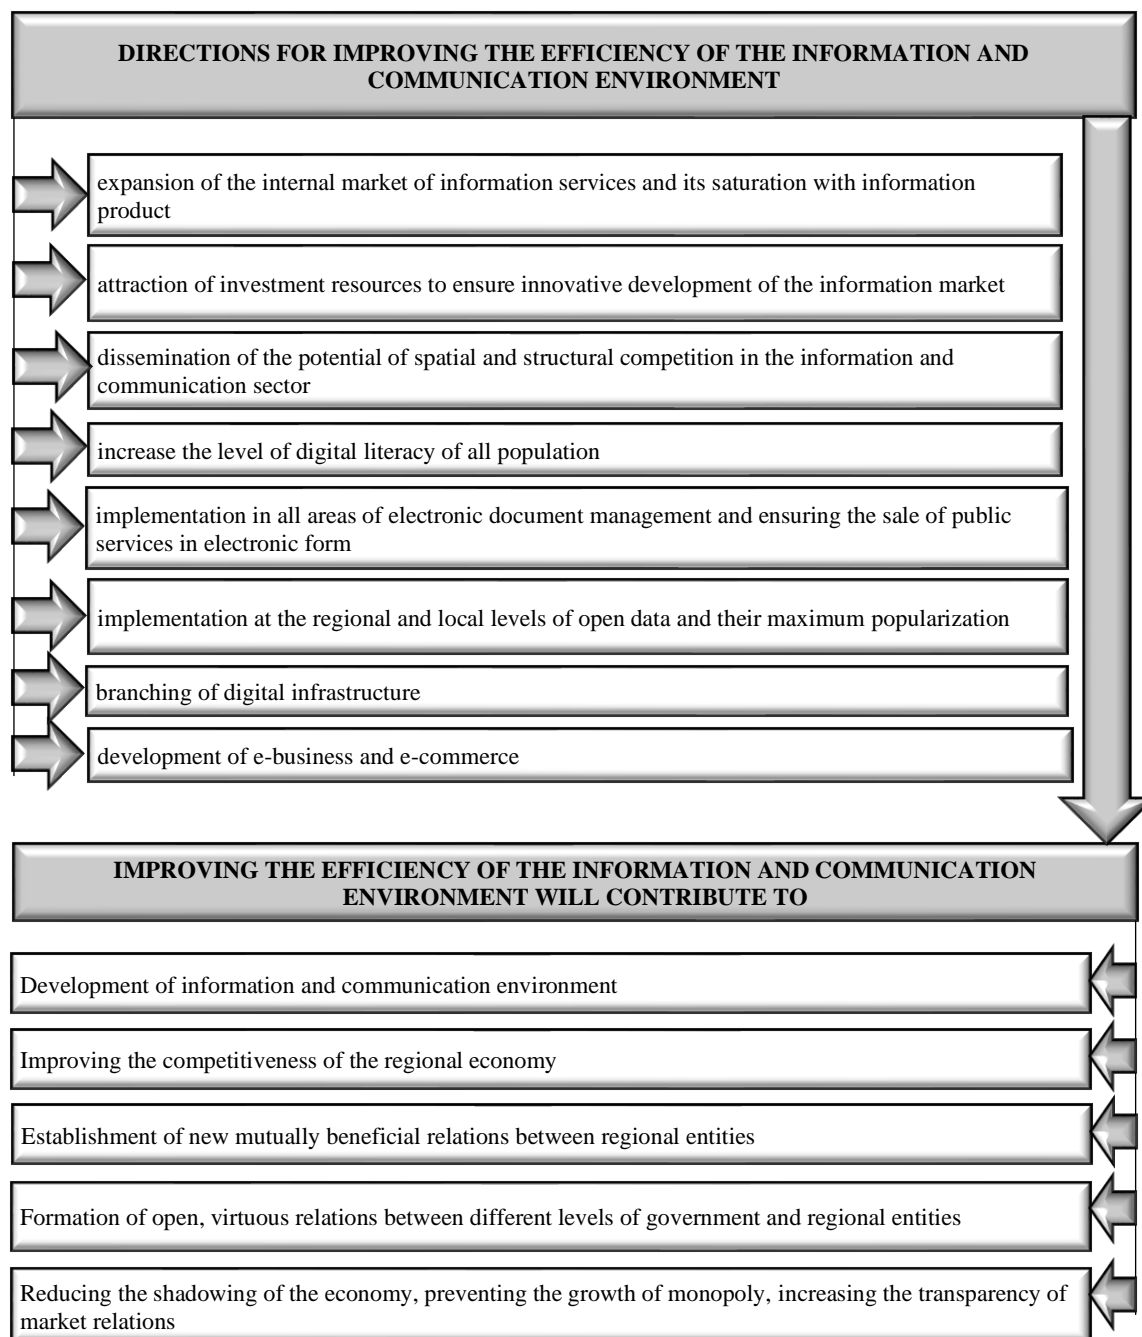 DIRECTIONS FOR IMPROVING THE EFFICIENCY OF THE INFORMATION AND
COMMUNICATION ENVIRONMENT
expansion of the internal market of information services and its saturation with information
product
attraction of investment resources to ensure innovative development of the information market
dissemination of the potential of spatial and structural competition in the information and
communication sector
increase the level of digital literacy of all population
implementation in all areas of electronic document management and ensuring the sale of public
services in electronic form
implementation at the regional and local levels of open data and their maximum popularization
branching of digital infrastructure
development of e-business and e-commerce
IMPROVING THE EFFICIENCY OF THE INFORMATION AND COMMUNICATION
ENVIRONMENT WILL CONTRIBUTE TO
Development of information and communication environment
Improving the competitiveness of the regional economy
Establishment of new mutually beneficial relations between regional entities
Formation of open, virtuous relations between different levels of government and regional entities
Reducing the shadowing of the economy, preventing the growth of monopoly, increasing the transparency of
market relations